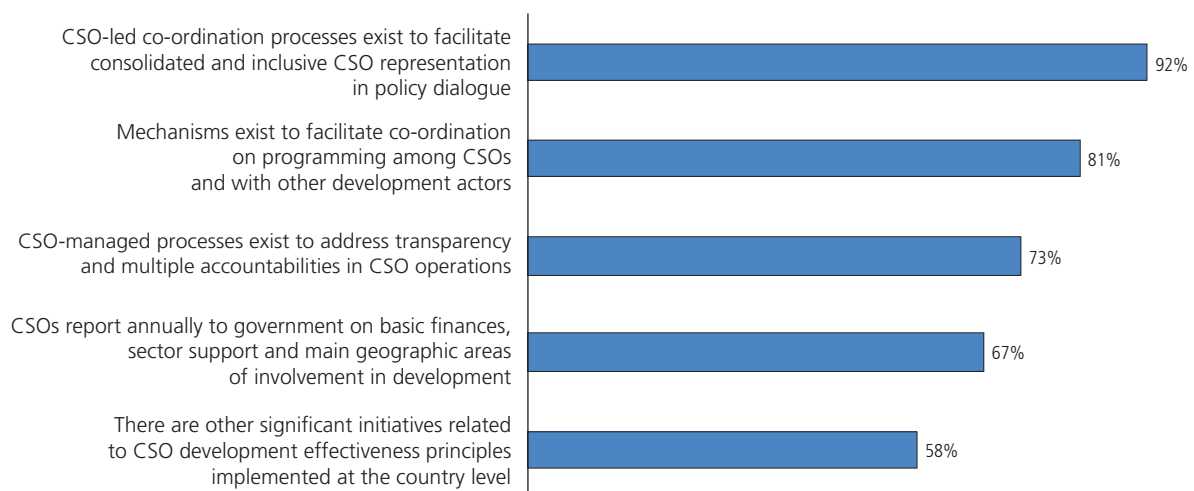 CSO-led co-ordination processes exist to facilitate
consolidated and inclusive CSO representation
in policy dialogue
92%
Mechanisms exist to facilitate co-ordination
on programming among CSOs
and with other development actors
81%
CSO-managed processes exist to address transparency
and multiple accountabilities in CSO operations
73%
CSOs report annually to government on basic finances,
sector support and main geographic areas
of involvement in development
67%
There are other significant initiatives related
to CSO development effectiveness principles
implemented at the country level
58%